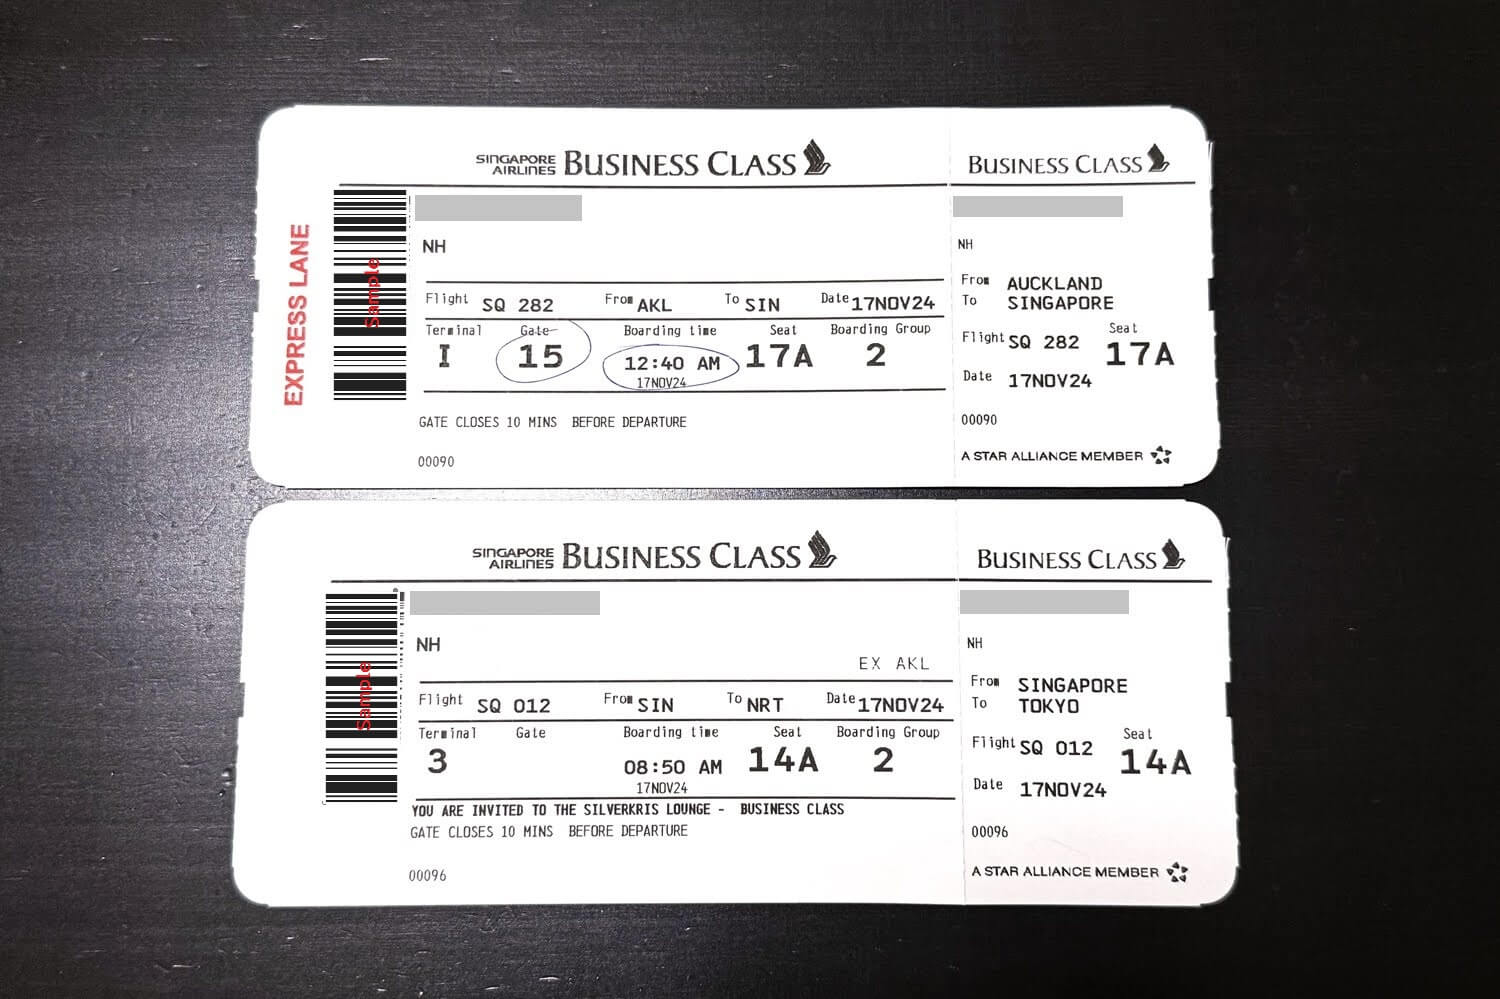 SINGAPORE AIRLINES BUSINESS CLASS
BUSINESS CLASS
EXPRESS LANE
Sample
NH
Flight SQ 282 From AKL To SIN Date 17NOV24
Terminal Gate Boarding time Seat Boarding Group
I 15 12:40 AM 17A 2
17NOV24
GATE CLOSES 10 MINS BEFORE DEPARTURE
00090
NH
From AUCKLAND
To SINGAPORE
Flight SQ 282 Seat 17A
Date 17NOV24
00090
A STAR ALLIANCE MEMBER
SINGAPORE AIRLINES BUSINESS CLASS
BUSINESS CLASS
Sample
NH
EX AKL
Flight SQ 012 From SIN To NRT Date 17NOV24
Terminal Gate Boarding time Seat Boarding Group
3 08:50 AM 14A 2
17NOV24
YOU ARE INVITED TO THE SILVERKRIS LOUNGE - BUSINESS CLASS
GATE CLOSES 10 MINS BEFORE DEPARTURE
00096
NH
From SINGAPORE
To TOKYO
Flight SQ 012 Seat 14A
Date 17NOV24
00096
A STAR ALLIANCE MEMBER